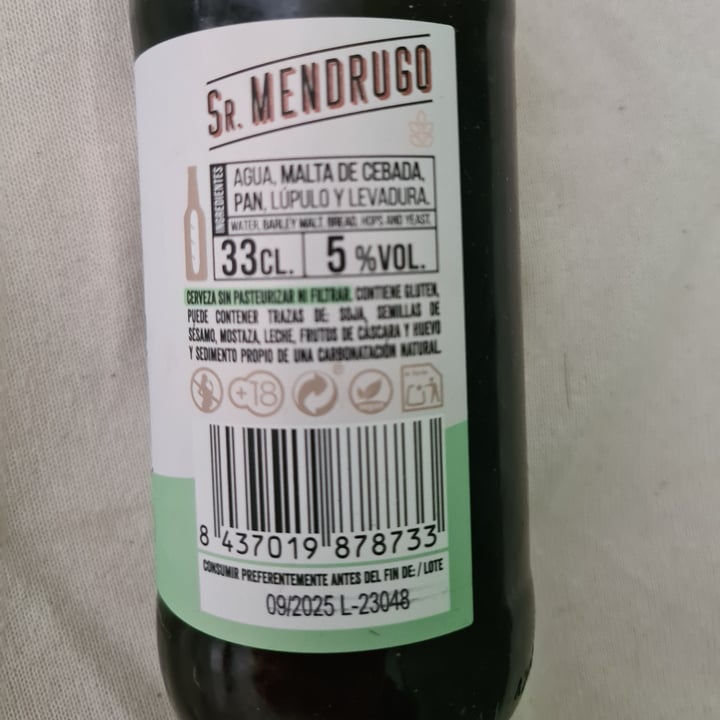 SR. MENDRUGO
INGREDIENTES
AGUA, MALTA DE CEBADA,
PAN, LÚPULO Y LEVADURA.
WATER, BARLEY MALT, BREAD, HOPS AND YEAST.
33CL.
5 %VOL.
CERVEZA SIN PASTEURIZAR NI FILTRAR. CONTIENE GLUTEN,
PUEDE CONTENER TRAZAS DE: SOJA, SEMILLAS DE
SÉSAMO, MOSTAZA, LECHE, FRUTOS DE CÁSCARA Y HUEVO
Y SEDIMENTO PROPIO DE UNA CARBONATACIÓN NATURAL.
+18
8 437019 878733
CONSUMIR PREFERENTEMENTE ANTES DEL FIN DE: / LOTE
09/2025 L-23048